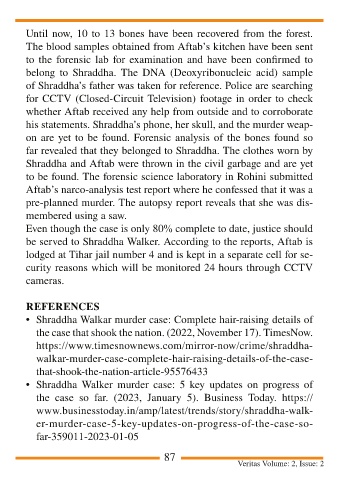 Until now, 10 to 13 bones have been recovered from the forest.
The blood samples obtained from Aftab's kitchen have been sent
to the forensic lab for examination and have been confirmed to
belong to Shraddha. The DNA (Deoxyribonucleic acid) sample
of Shraddha's father was taken for reference. Police are searching
for CCTV (Closed-Circuit Television) footage in order to check
whether Aftab received any help from outside and to corroborate
his statements. Shraddha's phone, her skull, and the murder weap-
on are yet to be found. Forensic analysis of the bones found so
far revealed that they belonged to Shraddha. The clothes worn by
Shraddha and Aftab were thrown in the civil garbage and are yet
to be found. The forensic science laboratory in Rohini submitted
Aftab's narco-analysis test report where he confessed that it was a
pre-planned murder. The autopsy report reveals that she was dis-
membered using a saw.
Even though the case is only 80% complete to date, justice should
be served to Shraddha Walker. According to the reports, Aftab is
lodged at Tihar jail number 4 and is kept in a separate cell for se-
curity reasons which will be monitored 24 hours through CCTV
cameras.
REFERENCES
• Shraddha Walkar murder case: Complete hair-raising details of
the case that shook the nation. (2022, November 17). TimesNow.
https://www.timesnownews.com/mirror-now/crime/shraddha-
walkar-murder-case-complete-hair-raising-details-of-the-case-
that-shook-the-nation-article-95576433
• Shraddha Walker murder case: 5 key updates on progress of
the case so far. (2023, January 5). Business Today. https://
www.businesstoday.in/amp/latest/trends/story/shraddha-walk-
er-murder-case-5-key-updates-on-progress-of-the-case-so-
far-359011-2023-01-05
87
Veritas Volume: 2, Issue: 2